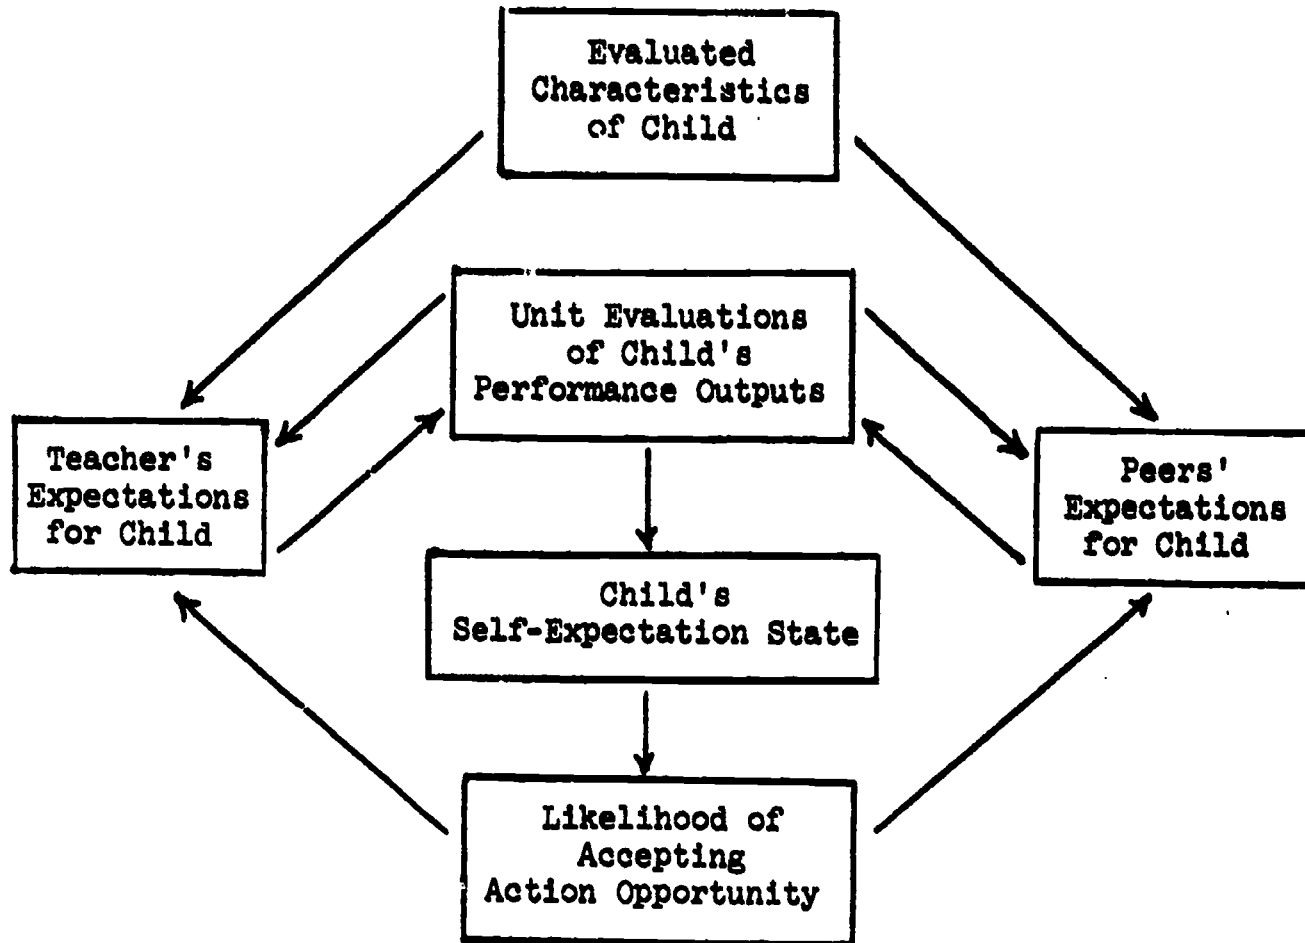 Evaluated
Characteristics
of Child
Unit Evaluations
of Child's
Performance Outputs
Teacher's
Expectations
for Child
Peers'
Expectations
for Child
Child's
Self-Expectation State
Likelihood of
Accepting
Action Opportunity